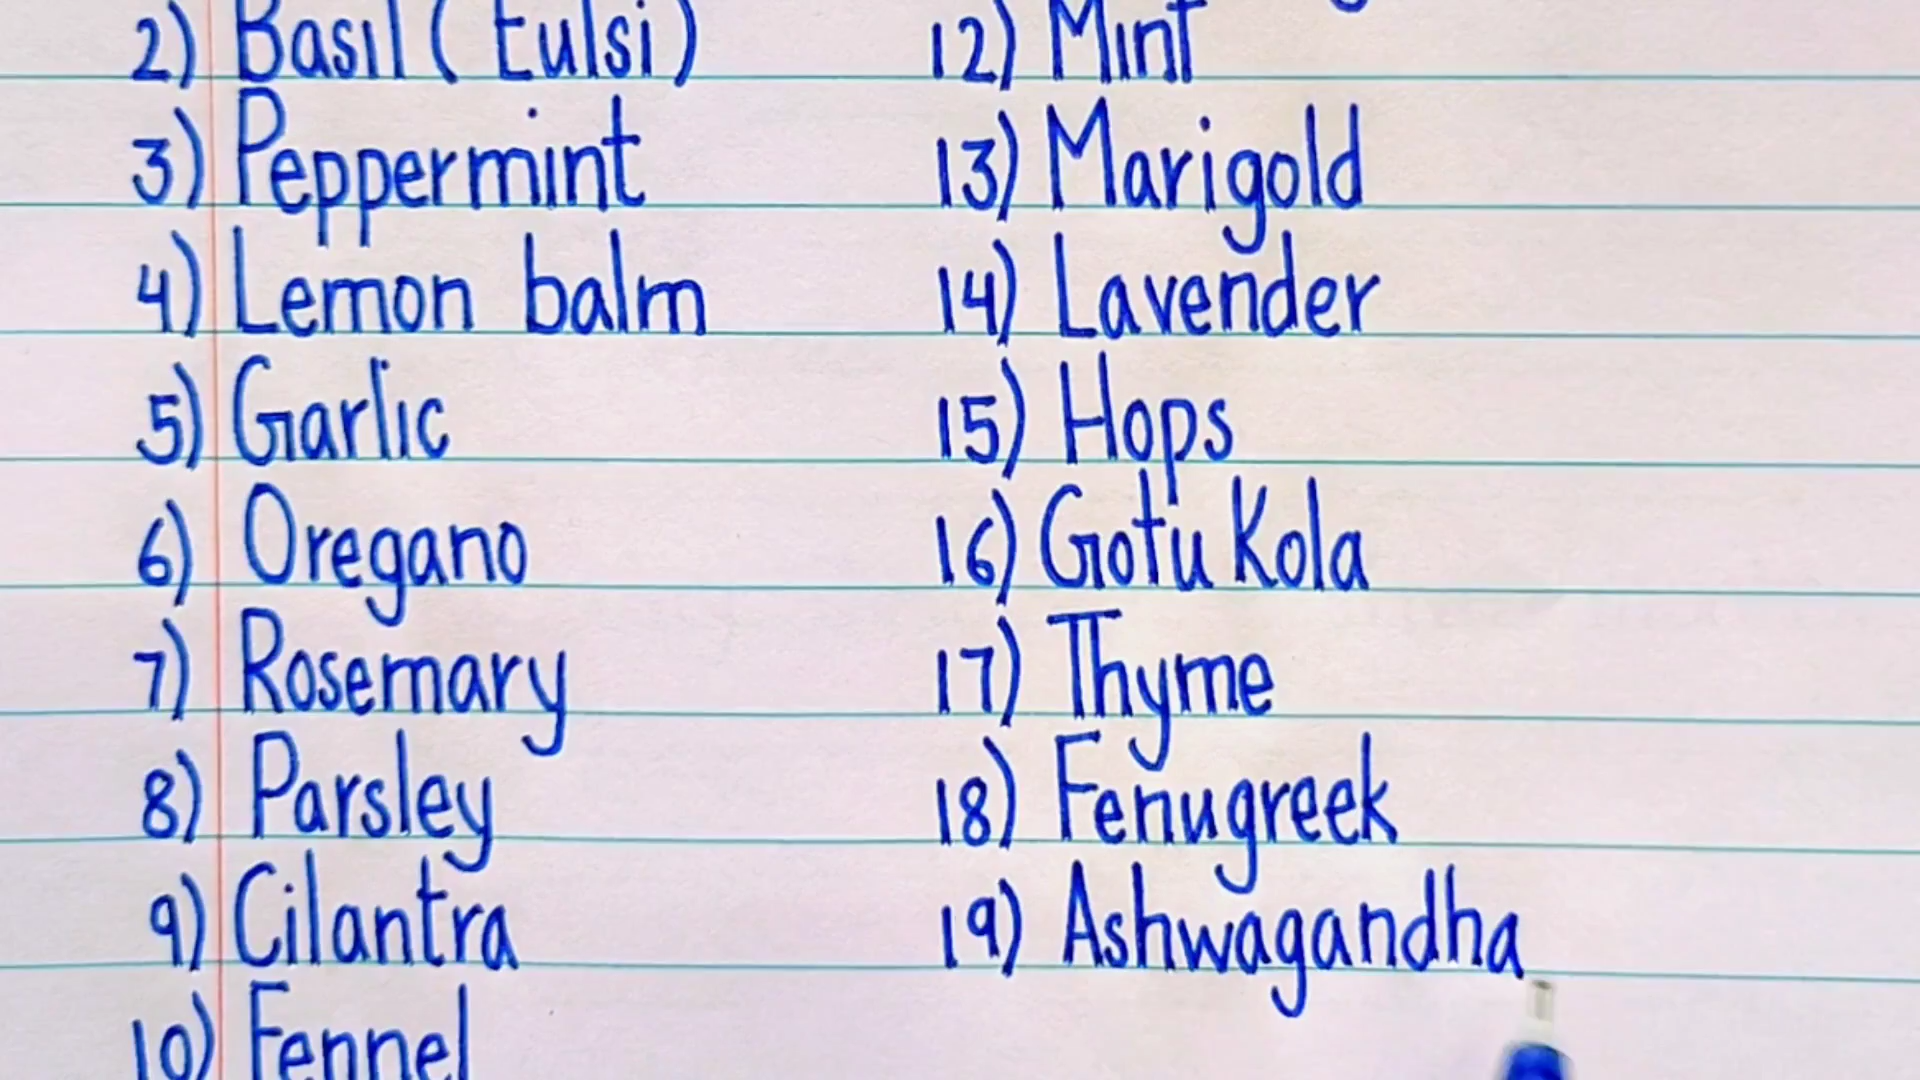 2) Basil ( Tulsi )
3) Peppermint
4) Lemon balm
5) Garlic
6) Oregano
7) Rosemary
8) Parsley
9) Cilantra
10) Fennel
12) Mint
13) Marigold
14) Lavender
15) Hops
16) Gotu Kola
17) Thyme
18) Fenugreek
19) Ashwagandha